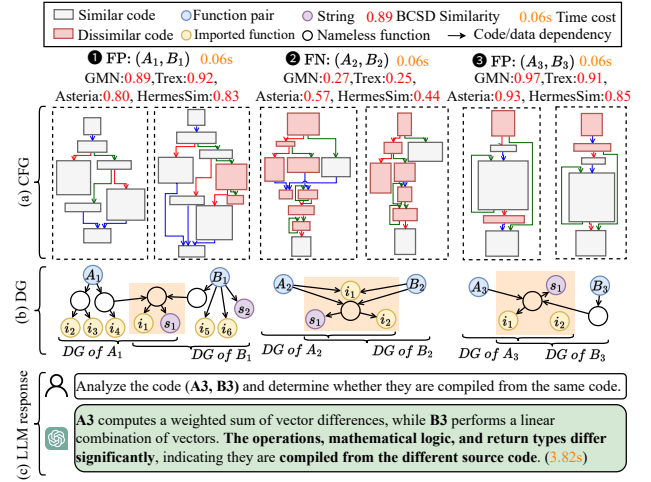 Similar code Function pair String 0.89 BCSD Similarity 0.06s Time cost
Dissimilar code Imported function Nameless function Code/data dependency
❶ FP: (A₁, B₁) 0.06s ❷ FN: (A₂, B₂) 0.06s ❸ FP: (A₃, B₃) 0.06s
GMN:0.89,Trex:0.92, GMN:0.27,Trex:0.25, GMN:0.97,Trex:0.91,
Asteria:0.80, HermesSim:0.83 Asteria:0.57, HermesSim:0.44 Asteria:0.93, HermesSim:0.85
(a) CFG
(b) DG
A₁ B₁ A₂ i₁ B₂ A₃ s₁ B₃
s₂
i₂ i₃ i₄ i₁ s₁ i₅ i₆ s₁ i₂ i₁ i₂
DG of A₁ DG of B₁ DG of A₂ DG of B₂ DG of A₃ DG of B₃
(c) LLM response
Analyze the code (A3, B3) and determine whether they are compiled from the same code.
A3 computes a weighted sum of vector differences, while B3 performs a linear
combination of vectors. The operations, mathematical logic, and return types differ
significantly, indicating they are compiled from the different source code. (3.82s)